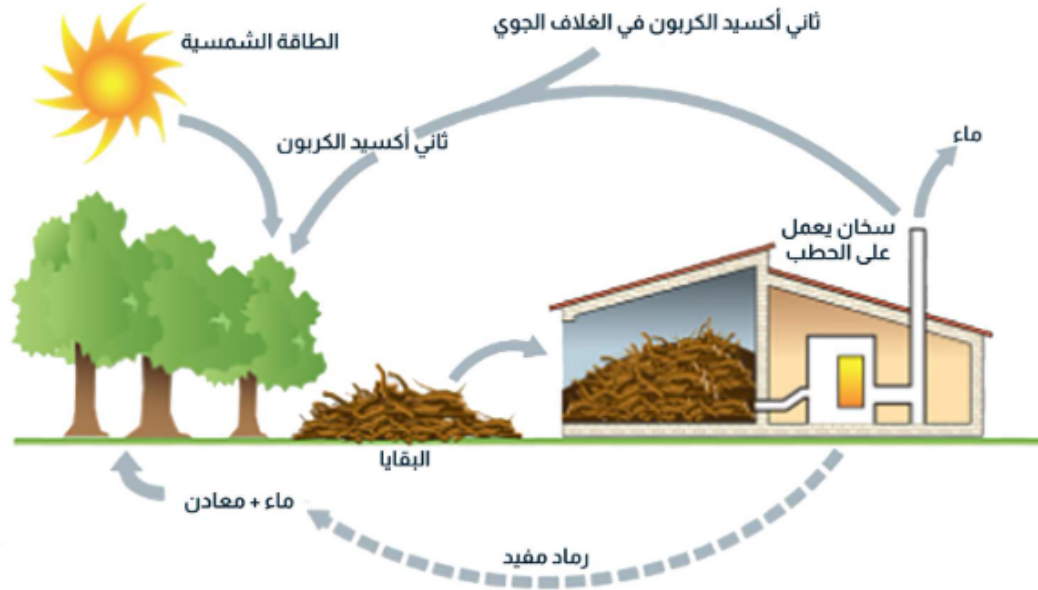 ثاني أكسيد الكربون في الغلاف الجوي
الطاقة الشمسية
ثاني أكسيد الكربون
ماء
سخان يعمل
على الحطب
البقايا
ماء + معادن
رماد مفيد